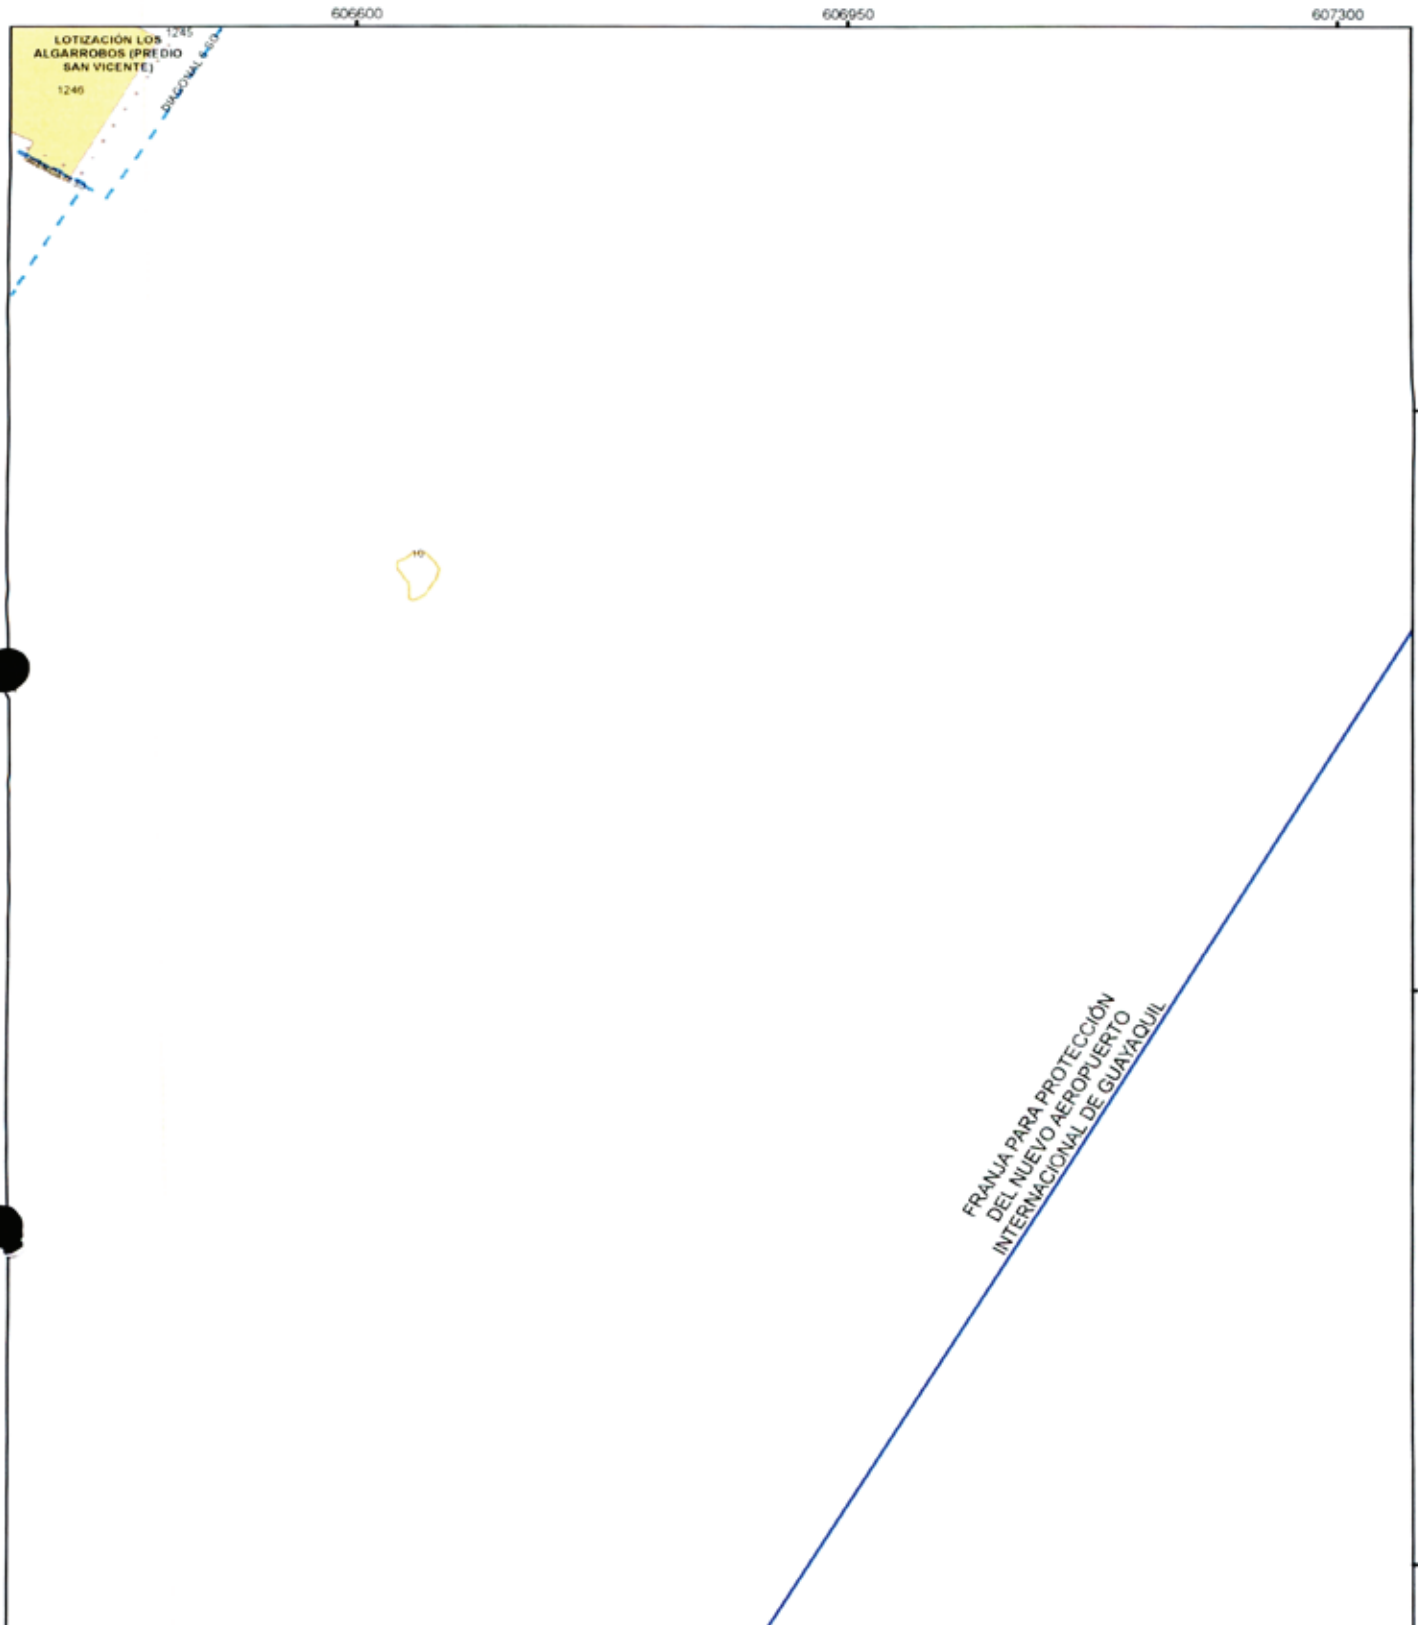 606600
606950
607300
1245
LOTIZACIÓN LOS
ALGARROBOS (PREDIO
SAN VICENTE)
1246
DIAGONAL
10
FRANJA PARA PROTECCIÓN
DEL NUEVO AEROPUERTO
INTERNACIONAL DE GUAYAQUIL